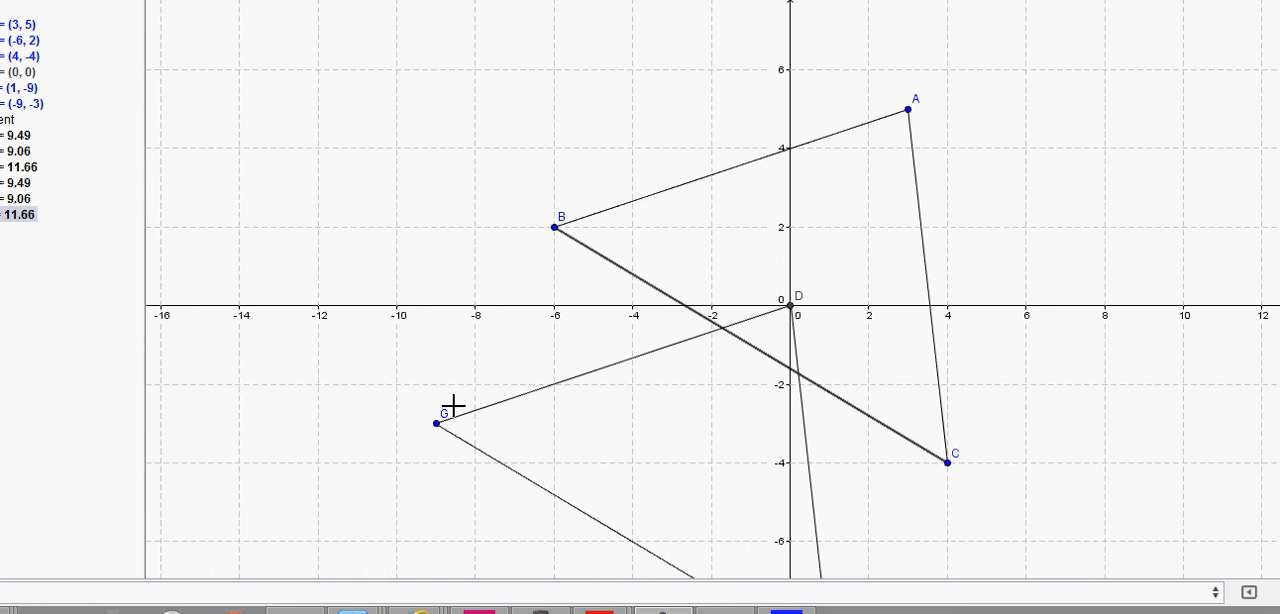 = (3, 5)
= (-6, 2)
= (4, -4)
= (0, 0)
= (1, -9)
= (-9, -3)
ent
= 9.49
= 9.06
= 11.66
= 9.49
= 9.06
= 11.66
6
A
4
B
2
0
D
-16
-14
-12
-10
-8
-6
-4
-2
0
2
4
6
8
10
12
-2
G
C
-4
-6